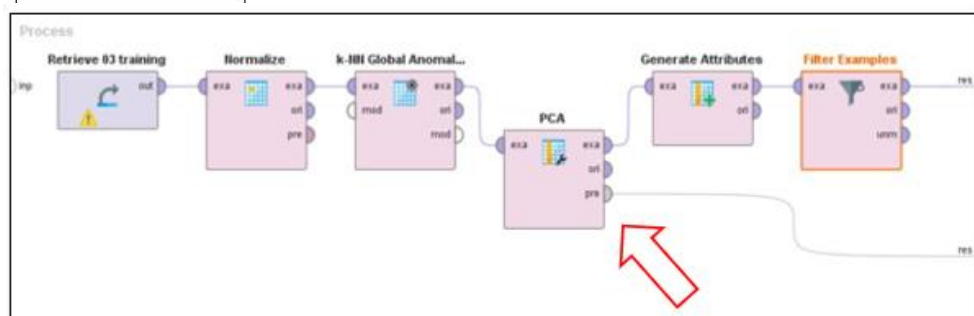 Process
Retrieve 03 training
Normalize
k-NN Global Anomal...
Generate Attributes
Filter Examples
inp
out
exa
exa
ori
pre
exa
exa
mod
ori
mod
PCA
exa
exa
ori
pre
exa
exa
ori
exa
exa
ori
unm
res
res